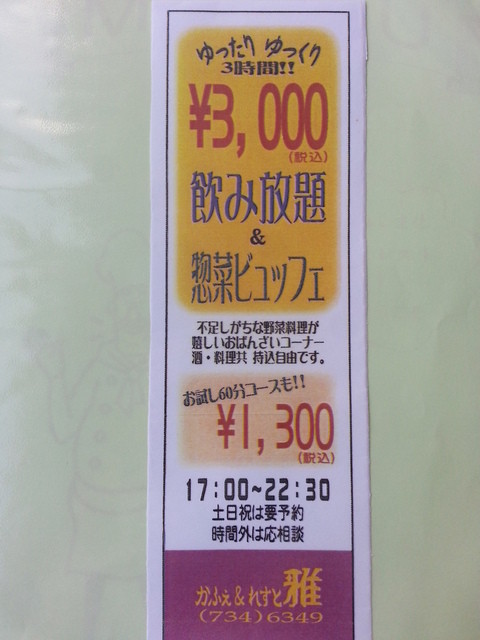 ゆったり ゆっくり
3時間!!
¥3,000
(税込)
飲み放題
&
惣菜ビュッフェ
不足しがちな野菜料理が
嬉しいおばんざいコーナー
酒・料理共 持込自由です。
お試し60分コースも!!
¥1,300
(税込)
17:00~22:30
土日祝は要予約
時間外は応相談
かふぇ&れすと雅
(734)6349